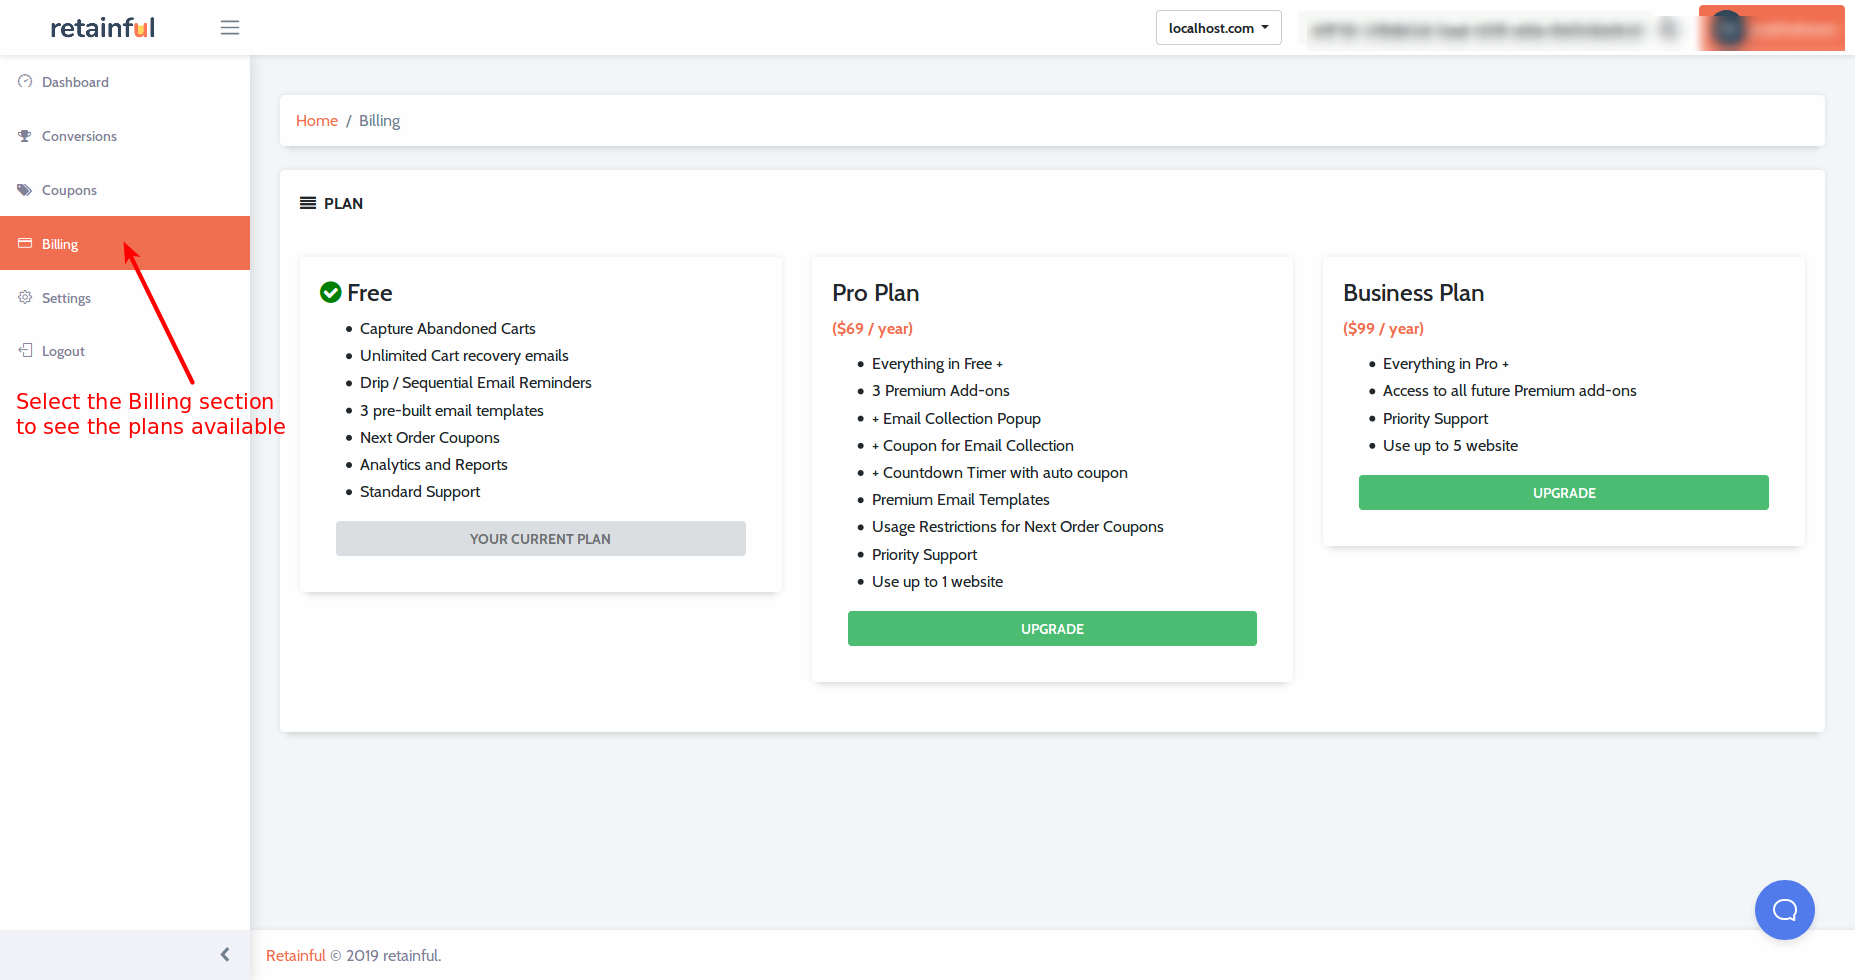 retainful
localhost.com
Dashboard
Conversions
Coupons
Billing
Settings
Logout
Select the Billing section
to see the plans available
Home / Billing
PLAN
Free
Capture Abandoned Carts
Unlimited Cart recovery emails
Drip / Sequential Email Reminders
3 pre-built email templates
Next Order Coupons
Analytics and Reports
Standard Support
YOUR CURRENT PLAN
Pro Plan
($69 / year)
Everything in Free +
3 Premium Add-ons
+ Email Collection Popup
+ Coupon for Email Collection
+ Countdown Timer with auto coupon
Premium Email Templates
Usage Restrictions for Next Order Coupons
Priority Support
Use up to 1 website
UPGRADE
Business Plan
($99 / year)
Everything in Pro +
Access to all future Premium add-ons
Priority Support
Use up to 5 website
UPGRADE
Retainful © 2019 retainful.